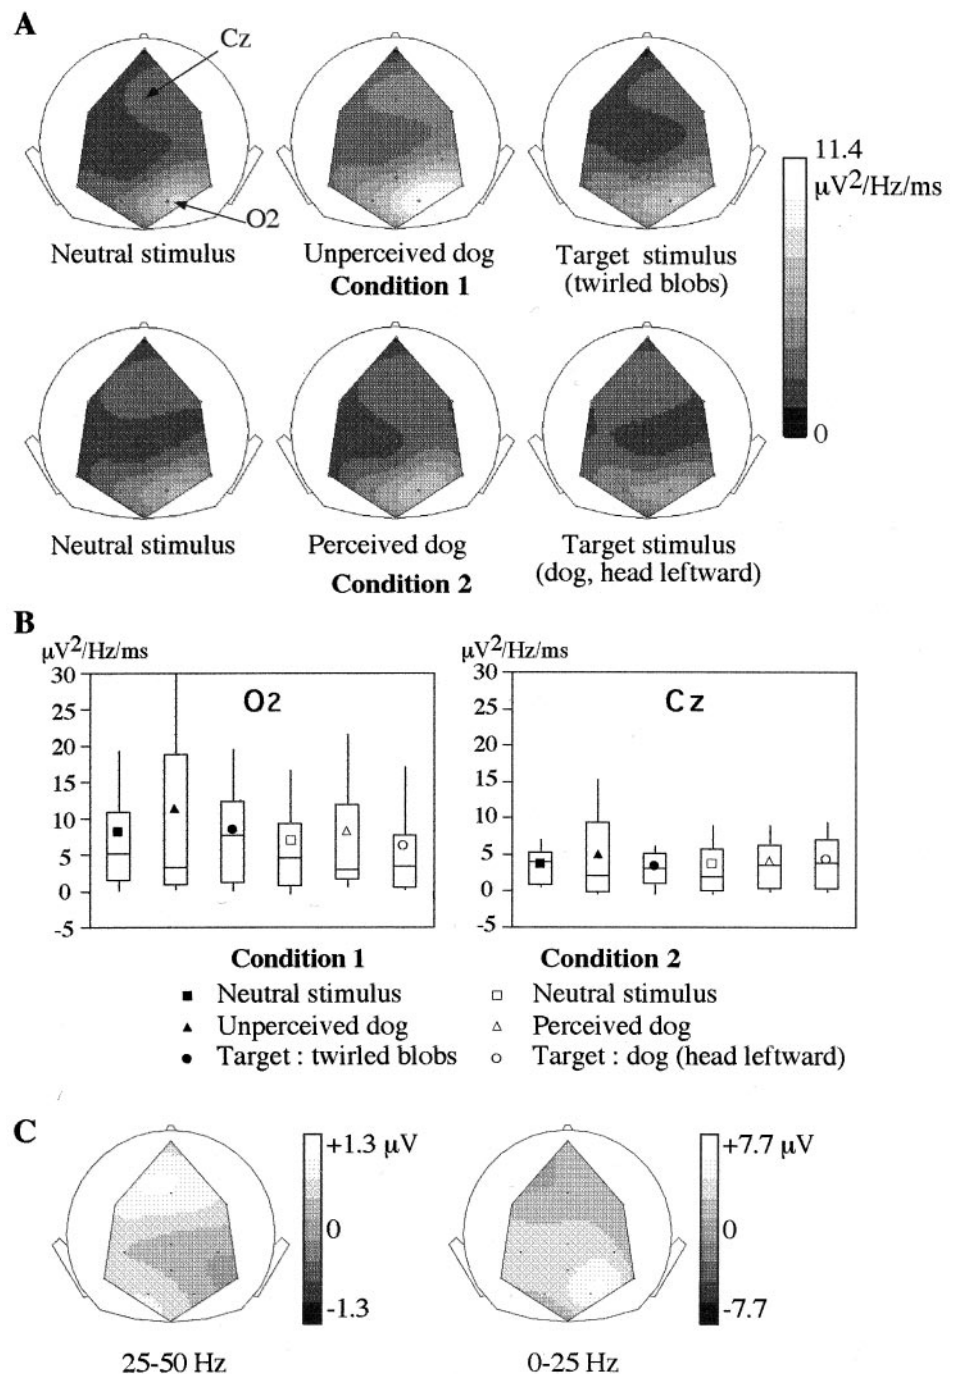 A
Cz
O2
11.4
μV²/Hz/ms
0
Neutral stimulus
Unperceived dog
Target stimulus
(twirled blobs)
Condition 1
Neutral stimulus
Perceived dog
Target stimulus
(dog, head leftward)
Condition 2
B
μV²/Hz/ms
30
25
20
15
10
5
0
-5
O2
μV²/Hz/ms
30
25
20
15
10
5
0
-5
Cz
Condition 1
Neutral stimulus
Unperceived dog
Target : twirled blobs
Condition 2
Neutral stimulus
Perceived dog
Target : dog (head leftward)
C
+1.3 μV
0
-1.3
25-50 Hz
+7.7 μV
0
-7.7
0-25 Hz